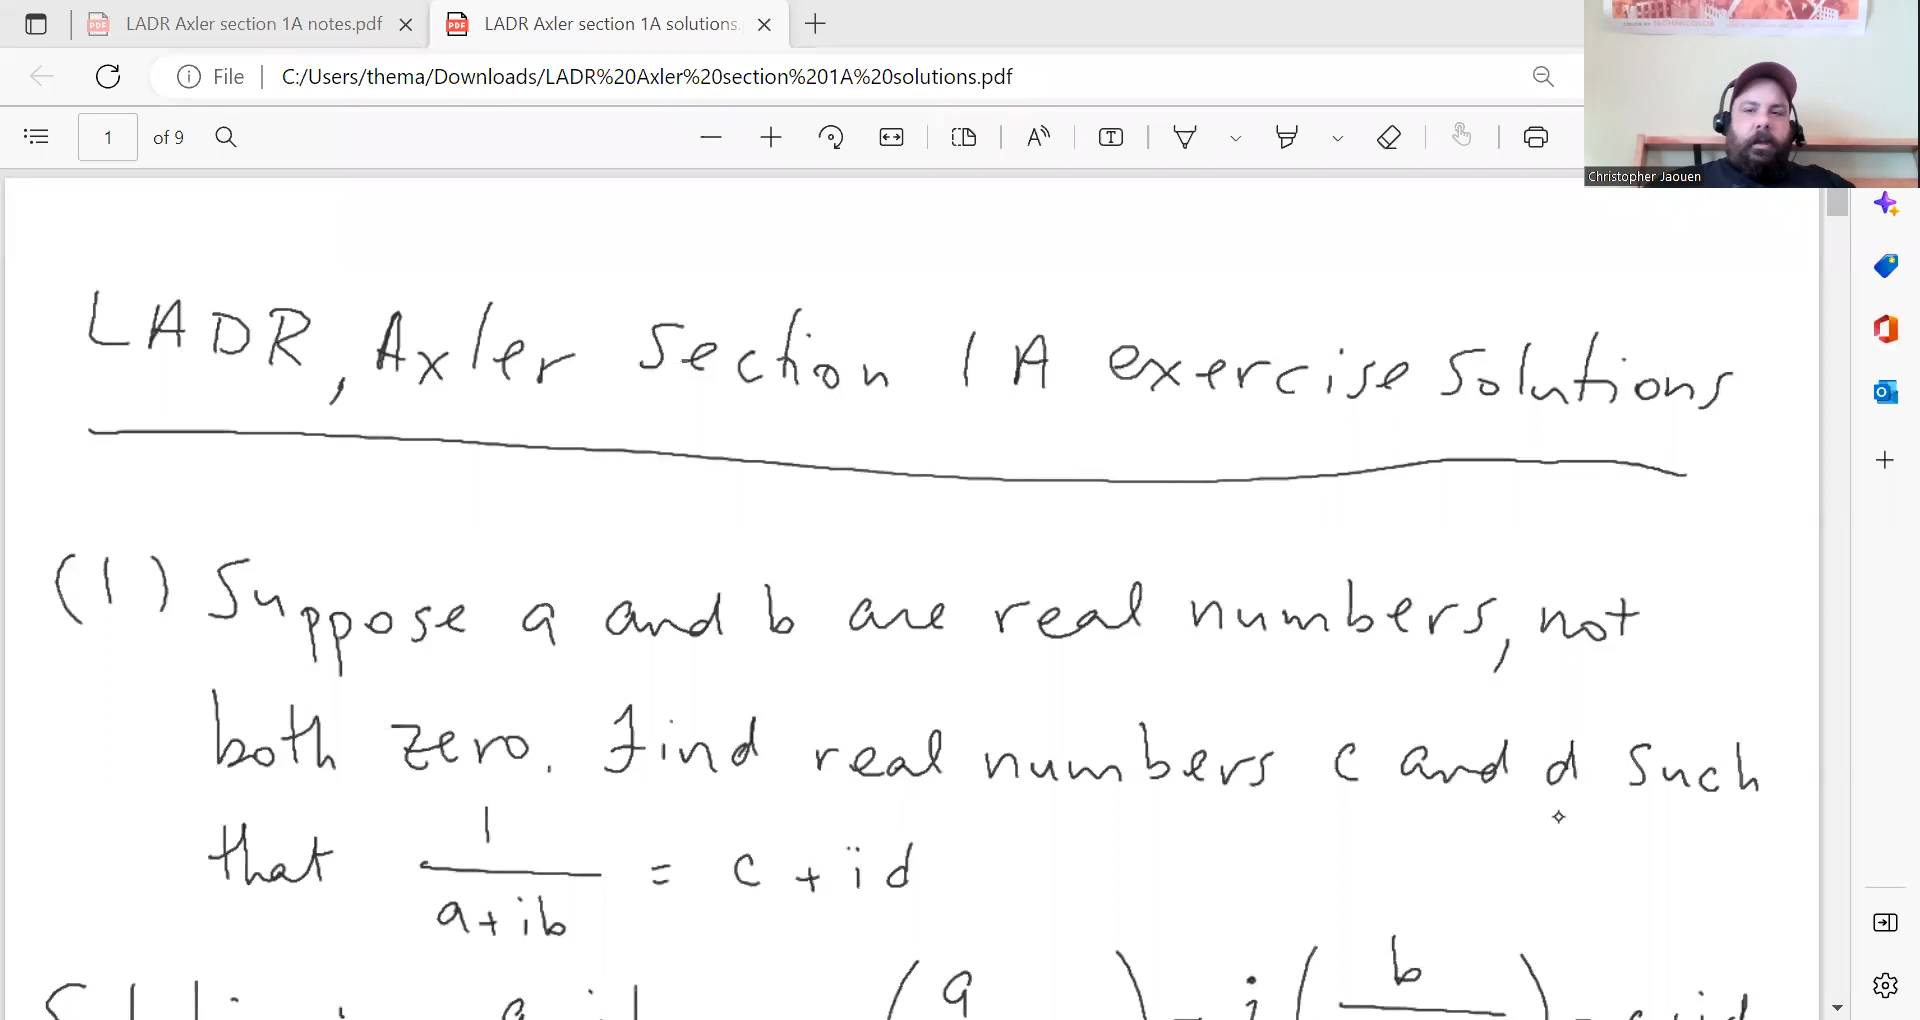 LADR Axler section 1A notes.pdf
LADR Axler section 1A solutions.
File
C:/Users/thema/Downloads/LADR%20Axler%20section%201A%20solutions.pdf
1 of 9
Christopher Jaouen
LADR, Axler Section 1A exercise solutions
(1) Suppose a and b are real numbers, not
both zero. Find real numbers c and d such
that 1/(a+ib) = c + id
( a ) - i ( b ) = c+id